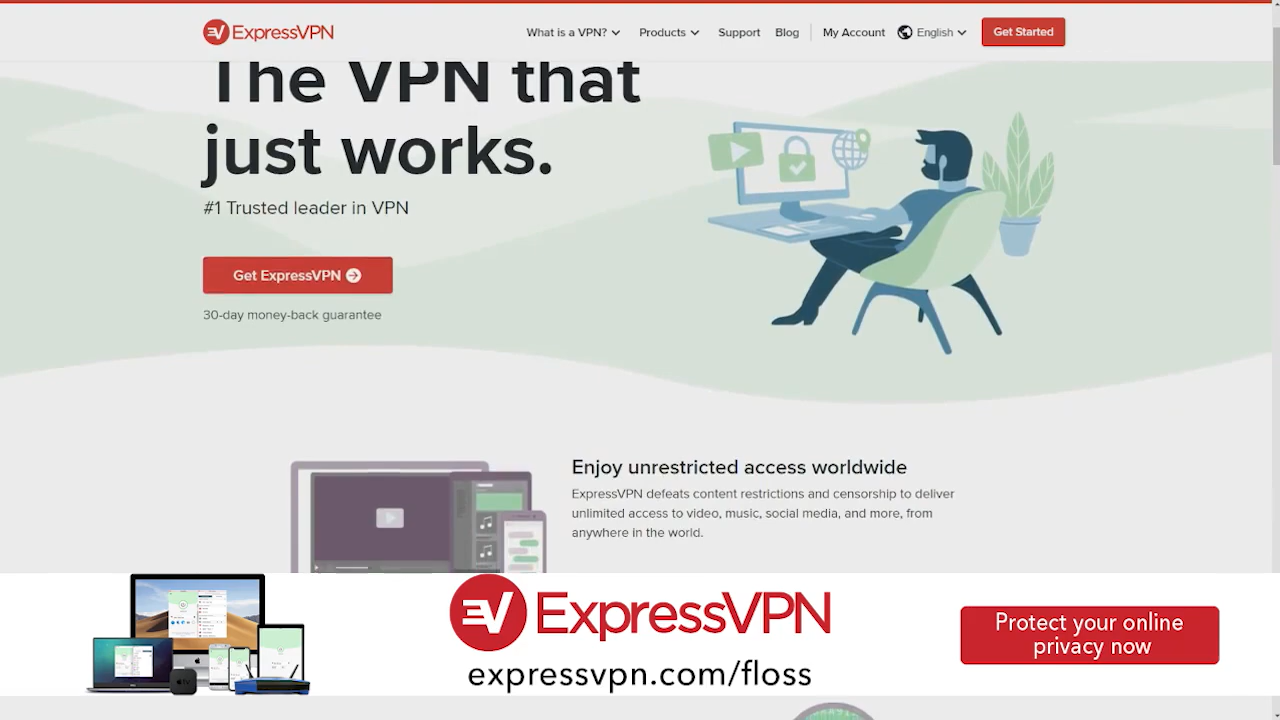 ExpressVPN
What is a VPN?
Products
Support
Blog
My Account
English
Get Started
The VPN that
just works.
#1 Trusted leader in VPN
Get ExpressVPN
30-day money-back guarantee
Enjoy unrestricted access worldwide
ExpressVPN defeats content restrictions and censorship to deliver
unlimited access to video, music, social media, and more, from
anywhere in the world.
ExpressVPN
expressvpn.com/floss
Protect your online
privacy now